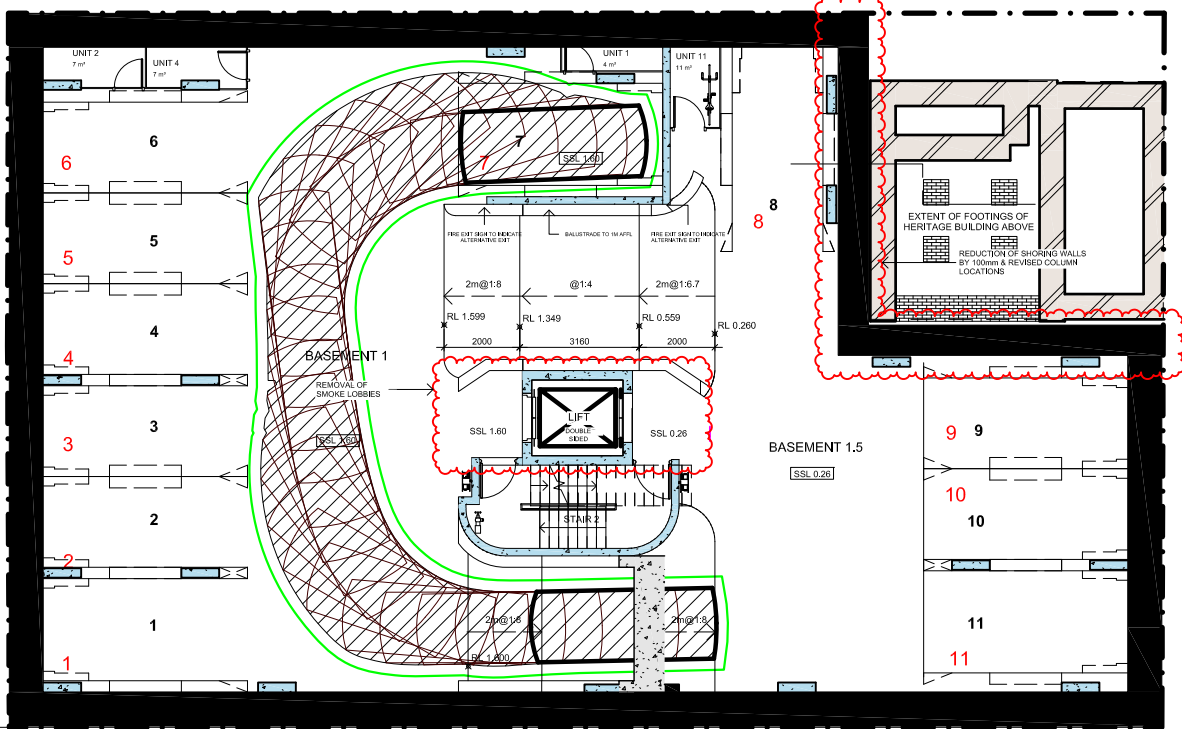 UNIT 2
7 m²
UNIT 4
7 m²
UNIT 1
4 m²
UNIT 11
11 m²
6
6
7
7
SSL 1.60
8
8
5
5
FIRE EXIT SIGN TO INDICATE
ALTERNATIVE EXIT
BALUSTRADE TO 1M AFFL
FIRE EXIT SIGN TO INDICATE
ALTERNATIVE EXIT
EXTENT OF FOOTINGS OF
HERITAGE BUILDING ABOVE
REDUCTION OF SHORING WALLS
BY 100mm & REVISED COLUMN
LOCATIONS
2m@1:8
@1:4
2m@1:6.7
RL 1.599
RL 1.349
RL 0.559
RL 0.260
2000
3160
2000
4
4
BASEMENT 1
REMOVAL OF
SMOKE LOBBIES
SSL 1.60
3
3
SSL 1.60
LIFT
DOUBLE
SIDED
SSL 0.26
BASEMENT 1.5
SSL 0.26
9
9
10
10
2
2
STAIR 2
1
1
2m@1:8
2m@1:8
RL 1.600
11
11